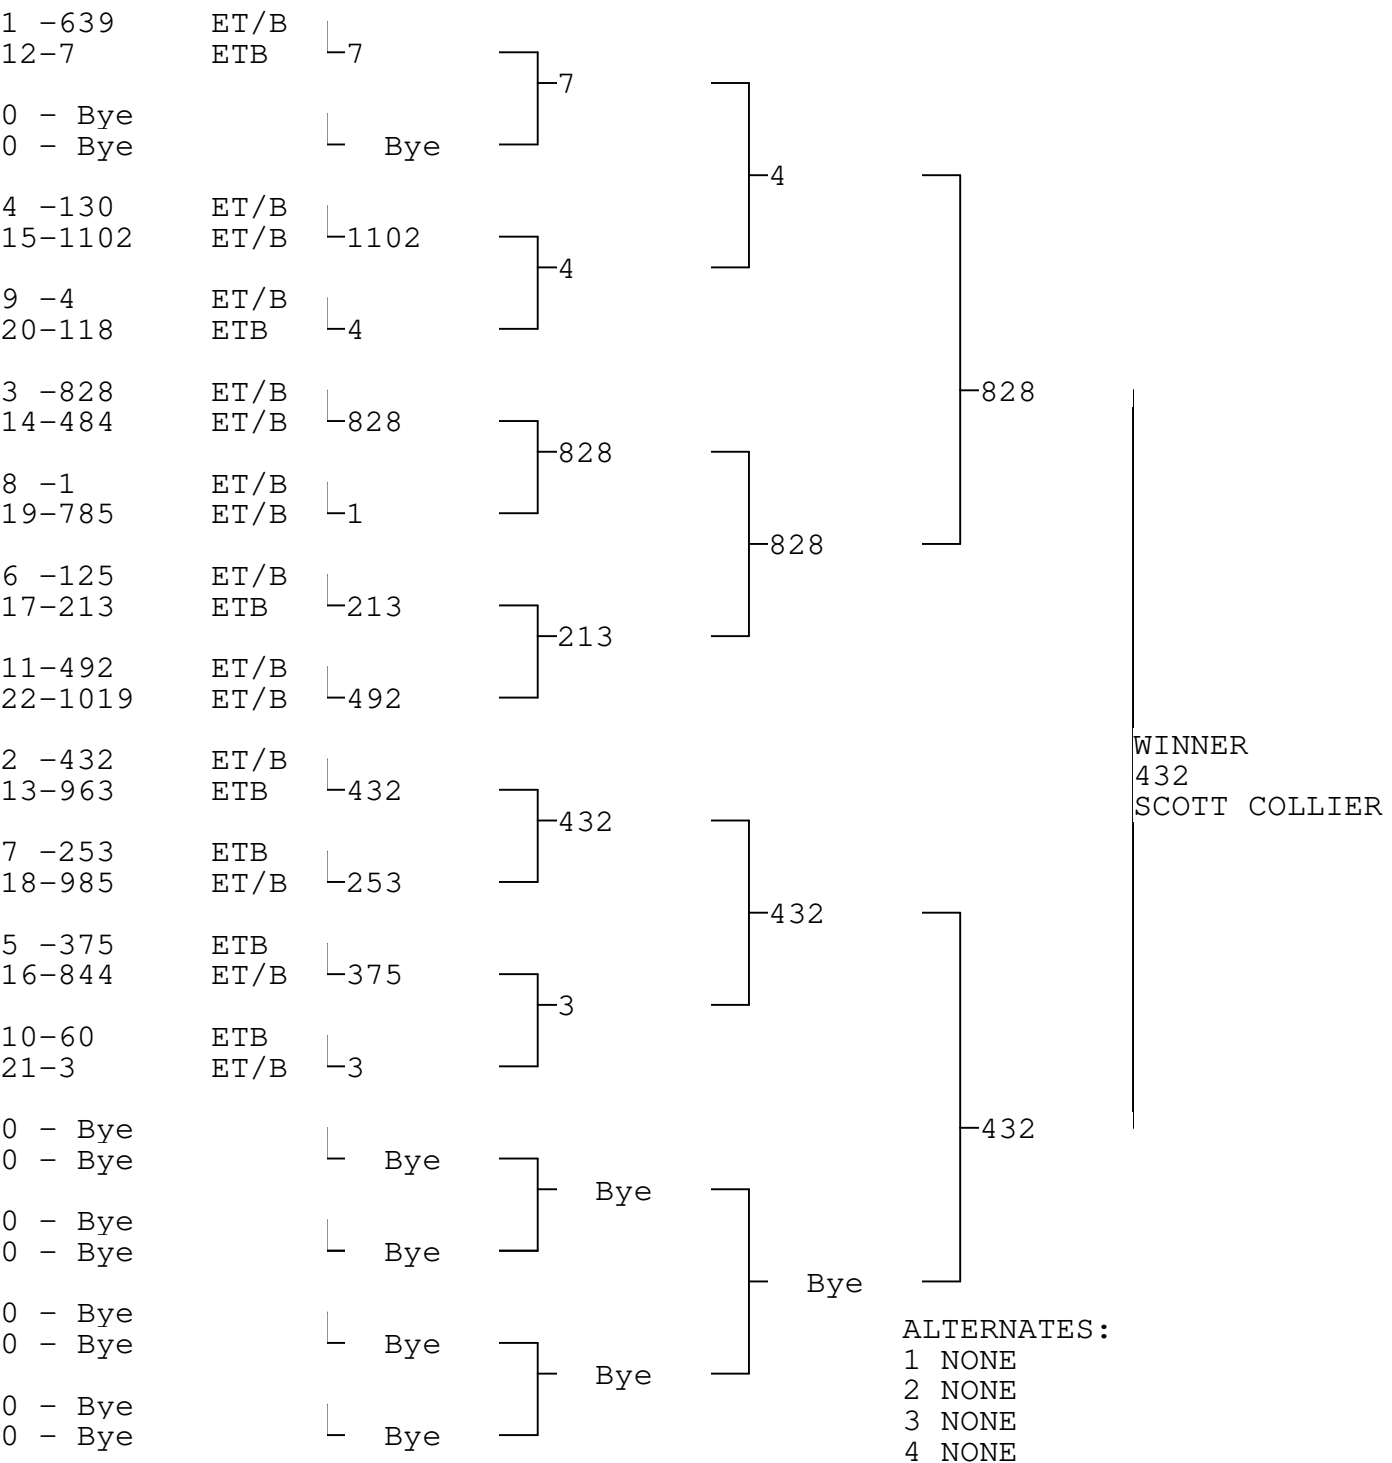 1 -639 ET/B
12-7 ETB 7
7
0 - Bye
0 - Bye Bye
4
4 -130 ET/B
15-1102 ET/B 1102
4
9 -4 ET/B
20-118 ETB 4
3 -828 ET/B 828
14-484 ET/B 828
828
8 -1 ET/B
19-785 ET/B 1
828
6 -125 ET/B
17-213 ETB 213
213
11-492 ET/B
22-1019 ET/B 492
WINNER
2 -432 ET/B
432
13-963 ETB 432
SCOTT COLLIER
432
7 -253 ETB
18-985 ET/B 253
432
5 -375 ETB
16-844 ET/B 375
3
10-60 ETB
21-3 ET/B 3
0 - Bye 432
0 - Bye Bye
Bye
0 - Bye
0 - Bye Bye
Bye
0 - Bye
ALTERNATES:
0 - Bye Bye
1 NONE
Bye
2 NONE
0 - Bye
3 NONE
0 - Bye Bye
4 NONE